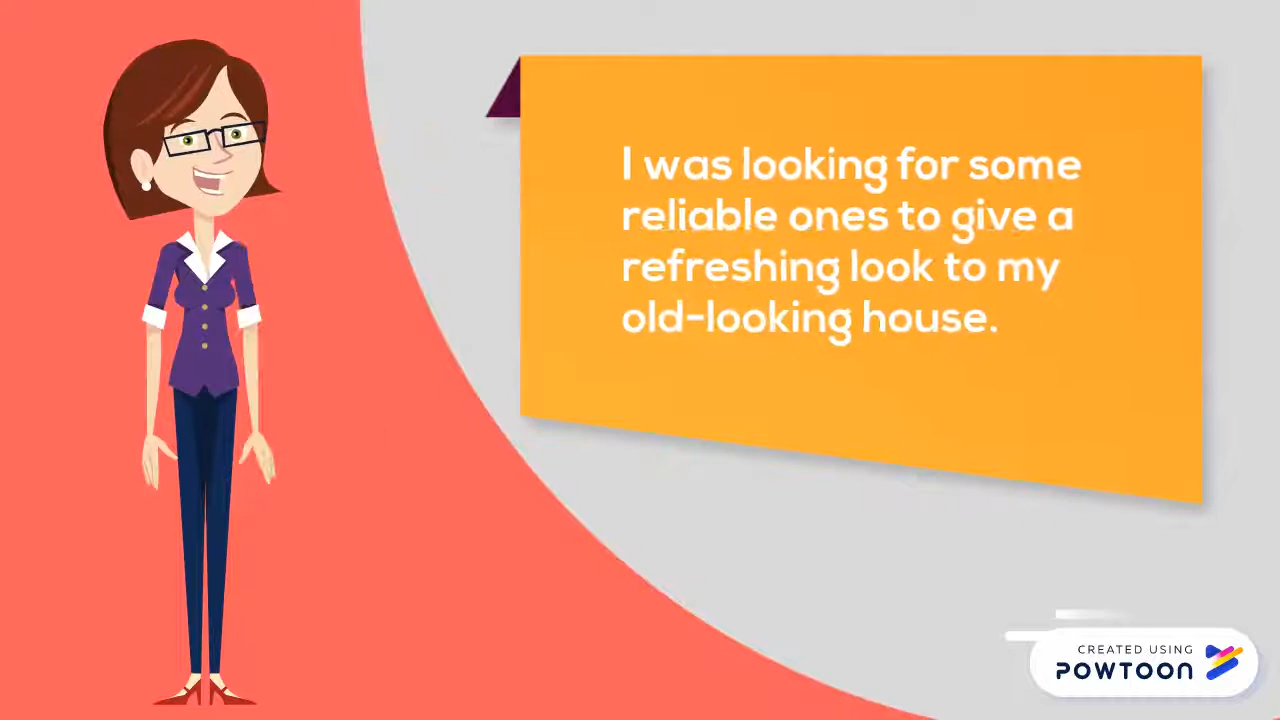 I was looking for some
reliable ones to give a
refreshing look to my
old-looking house.
CREATED USING
POWTOON